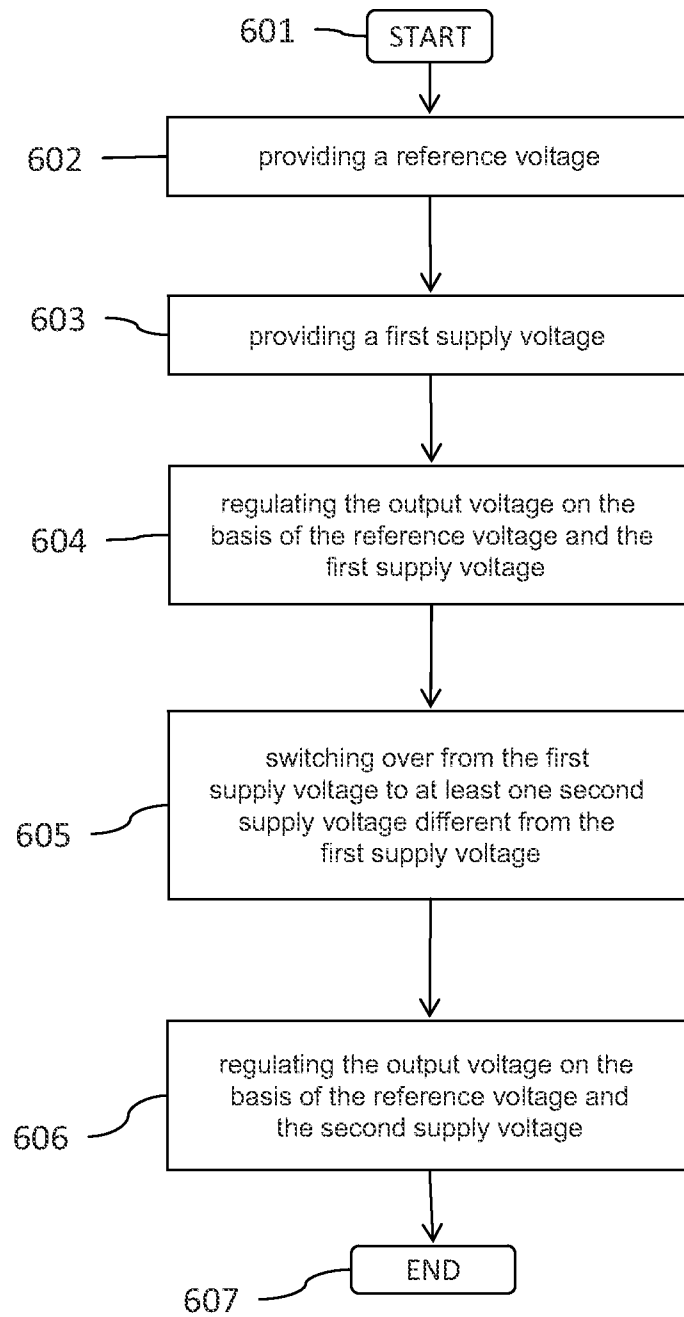 601
START
602
providing a reference voltage
603
providing a first supply voltage
604
regulating the output voltage on the
basis of the reference voltage and the
first supply voltage
605
switching over from the first
supply voltage to at least one second
supply voltage different from the
first supply voltage
606
regulating the output voltage on the
basis of the reference voltage and
the second supply voltage
END
607